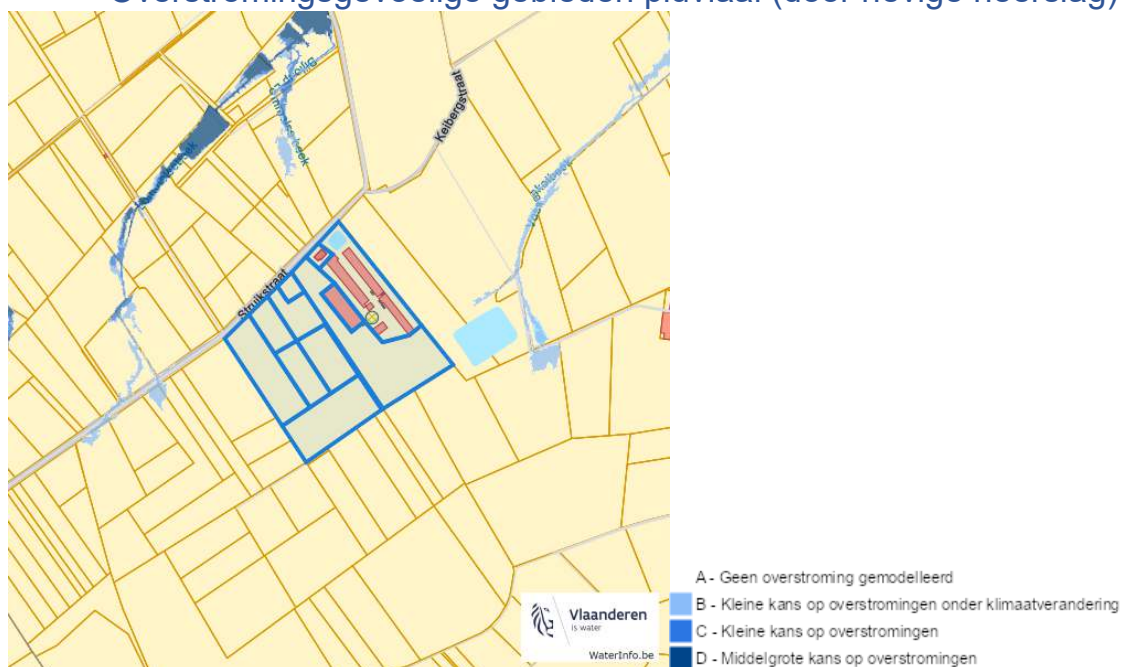 Overstromingsgevoelige gebieden pluviaal (door hevige neerslag)
Keibergstraat
Struikstraat
Vlaanderen
is water
WaterInfo.be
A - Geen overstroming gemodelleerd
B - Kleine kans op overstromingen onder klimaatverandering
C - Kleine kans op overstromingen
D - Middelgrote kans op overstromingen